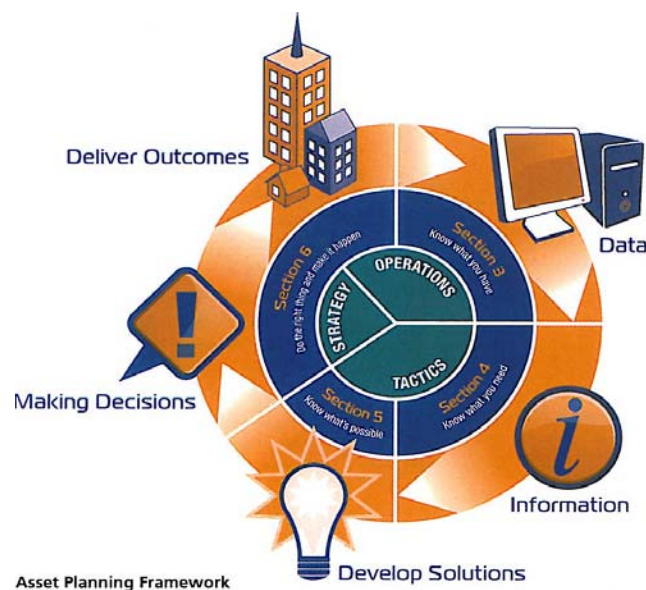 Deliver Outcomes
Data
Information
Develop Solutions
Making Decisions
Section 3
Know what you have
Section 4
Know what you need
Section 5
Know what's possible
Section 6
Do the right thing and make it happen
OPERATIONS
TACTICS
STRATEGY
Asset Planning Framework